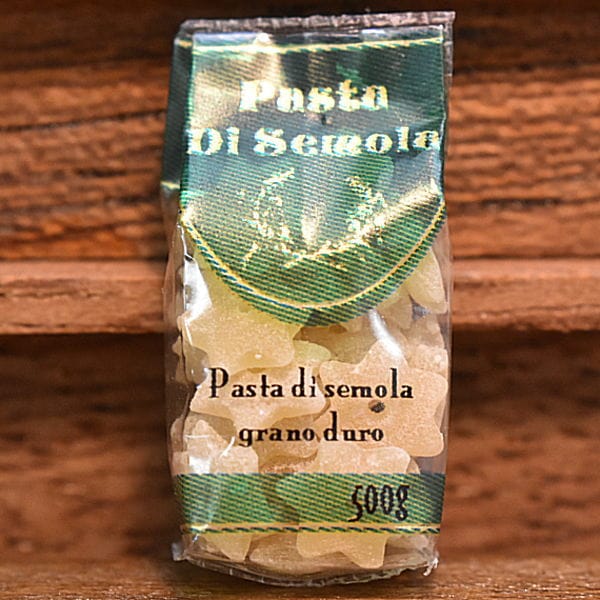 Pasta
Di Semola
Pasta di semola
grano duro
500g